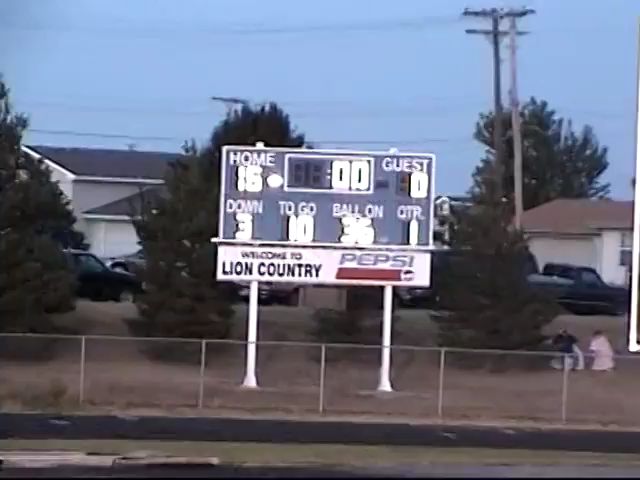 HOME GUEST
16 :00 0
DOWN TO GO BALL ON QTR.
3 10 36 1
WELCOME TO PEPSI
LION COUNTRY